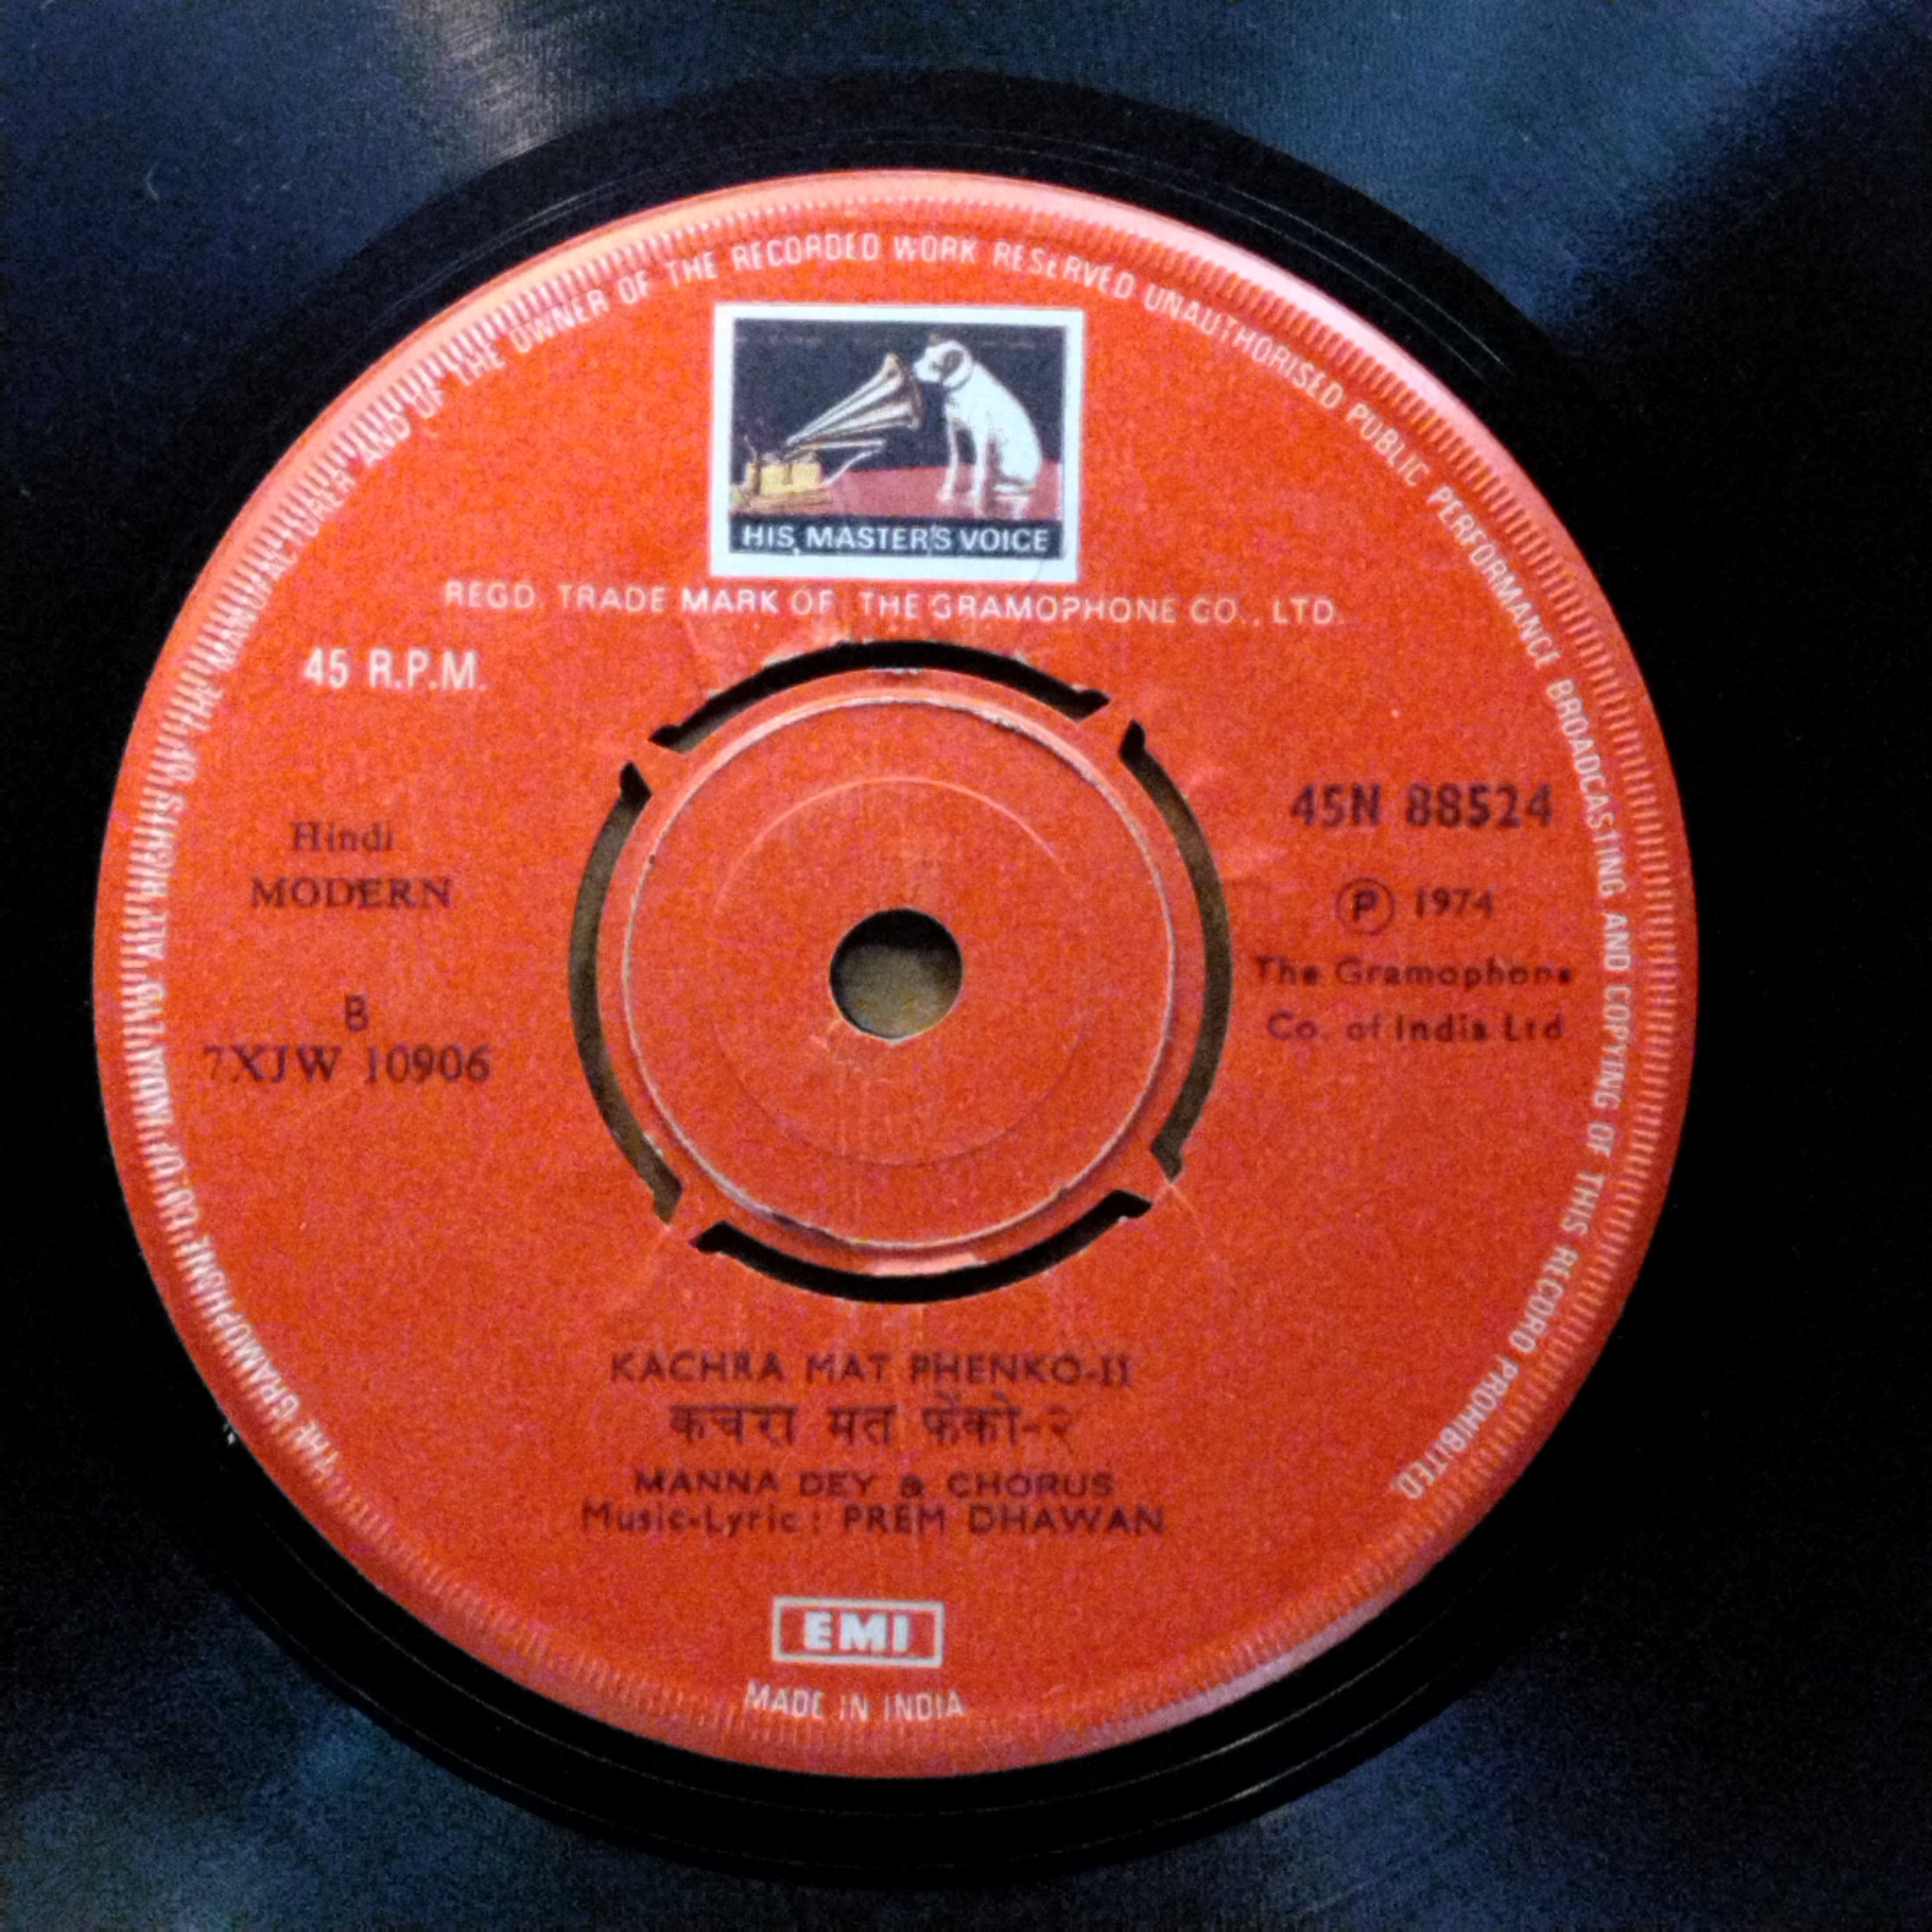 THE GRAMOPHONE CO. OF INDIA LTD ALL RIGHTS OF THE MANUFACTURER AND OF THE OWNER OF THE RECORDED WORK RESERVED UNAUTHORISED PUBLIC PERFORMANCE BROADCASTING AND COPYING OF THIS RECORD PROHIBITED.
HIS MASTER'S VOICE
REGD. TRADE MARK OF THE GRAMOPHONE CO., LTD.
45 R.P.M.
45N 88524
Hindi
MODERN
Ⓟ 1974
The Gramophone
Co. of India Ltd
B
7XJW 10906
KACHRA MAT PHENKO-II
कचरा मत फेंको-२
MANNA DEY & CHORUS
Music-Lyric : PREM DHAWAN
EMI
MADE IN INDIA